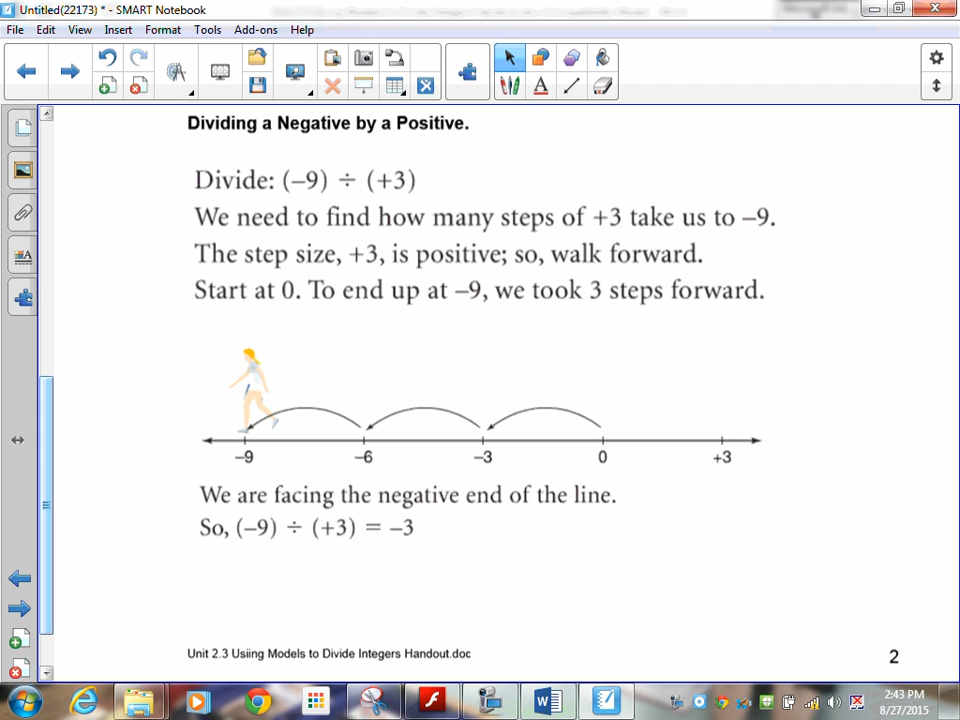 Untitled(22173) * - SMART Notebook
File Edit View Insert Format Tools Add-ons Help
Dividing a Negative by a Positive.
Divide: (–9) ÷ (+3)
We need to find how many steps of +3 take us to –9.
The step size, +3, is positive; so, walk forward.
Start at 0. To end up at –9, we took 3 steps forward.
–9 –6 –3 0 +3
We are facing the negative end of the line.
So, (–9) ÷ (+3) = –3
Unit 2.3 Usiing Models to Divide Integers Handout.doc
2
2:43 PM
8/27/2015